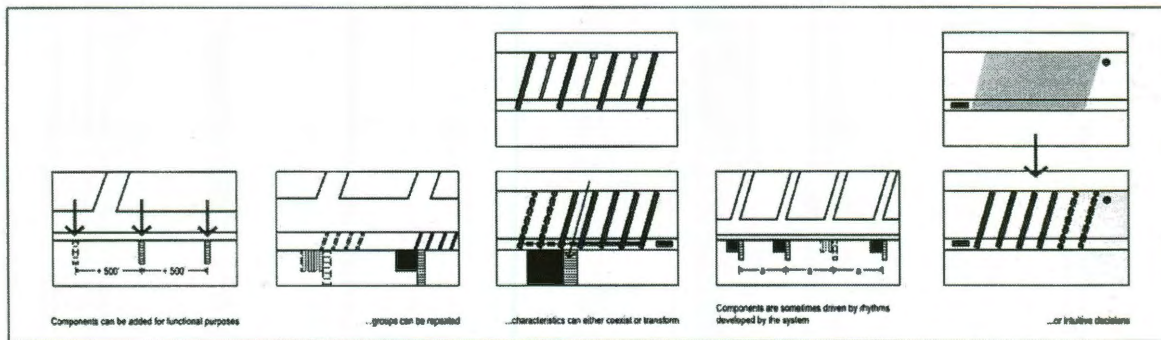 + 500'
+ 500'
a
a
a
Components can be added for functional purposes
...groups can be repeated
...characteristics can either coexist or transform
Components are sometimes driven by rhythms
developed by the system
...or intuitive decisions